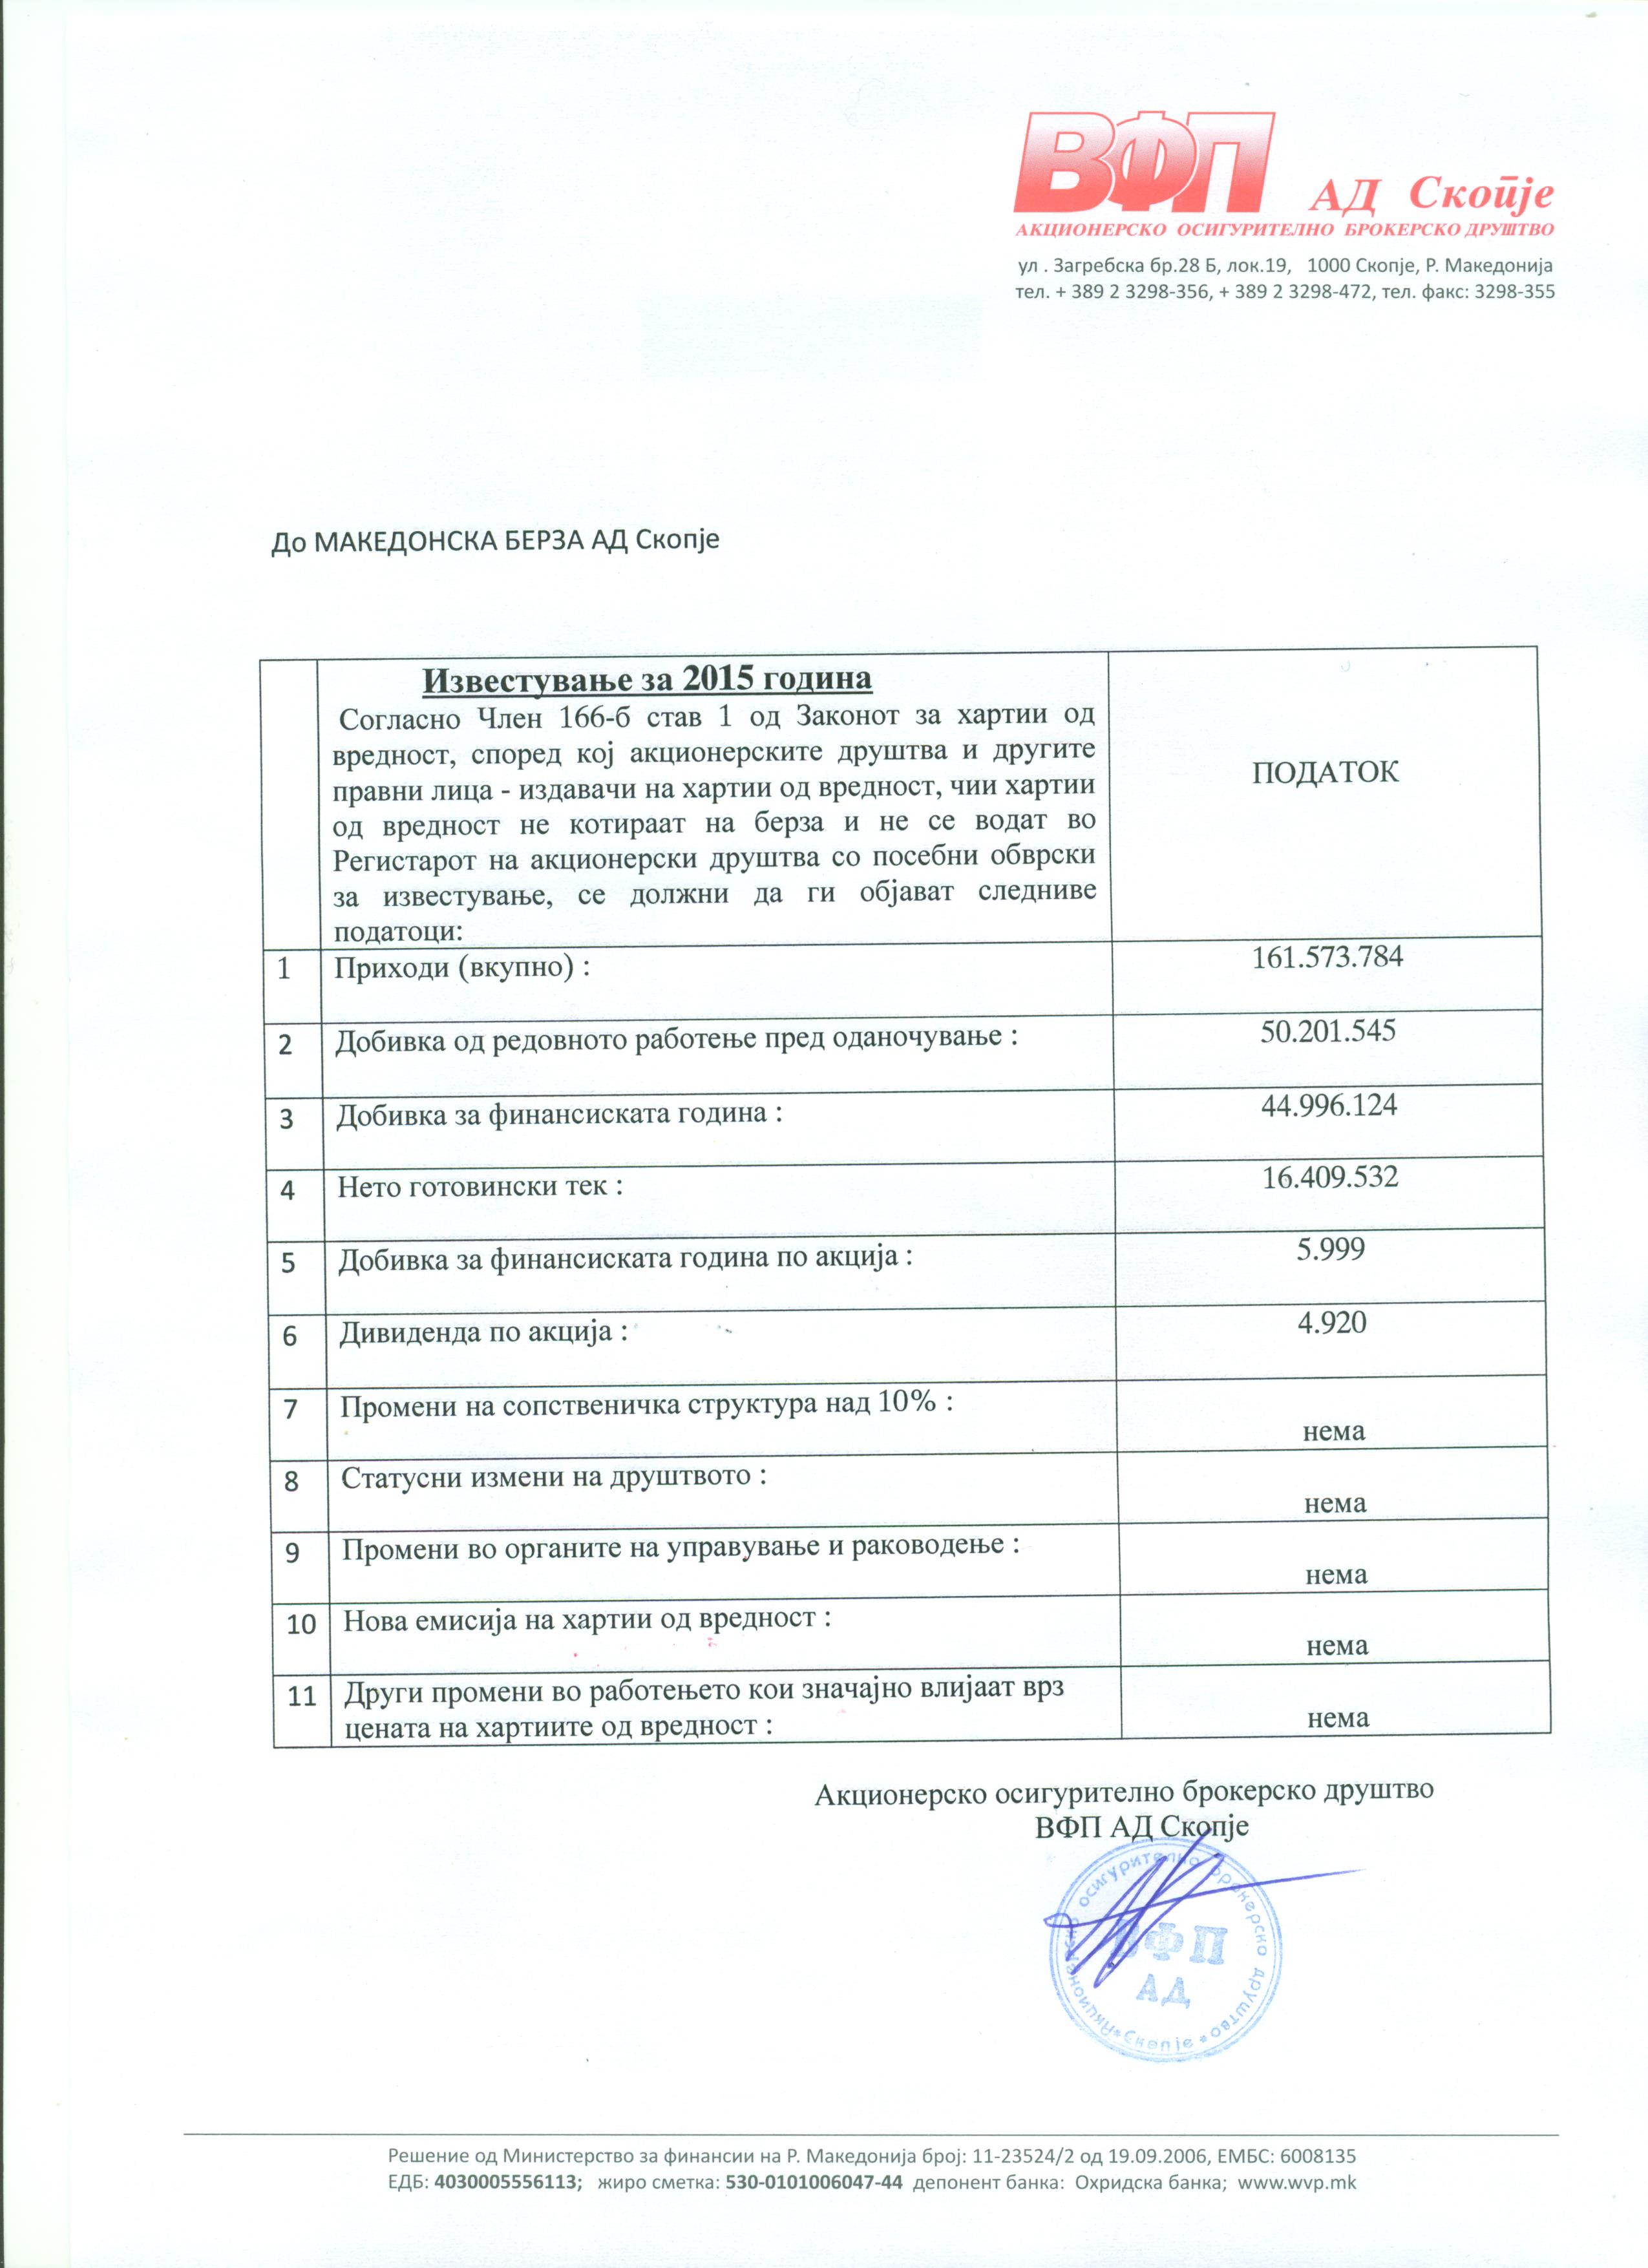 ВФП АД Скопје
АКЦИОНЕРСКО ОСИГУРИТЕЛНО БРОКЕРСКО ДРУШТВО
ул . Загребска бр.28 Б, лок.19, 1000 Скопје, Р. Македонија
тел. + 389 2 3298-356, + 389 2 3298-472, тел. факс: 3298-355
До МАКЕДОНСКА БЕРЗА АД Скопје
Известување за 2015 година
Согласно Член 166-б став 1 од Законот за хартии од
вредност, според кој акционерските друштва и другите
правни лица - издавачи на хартии од вредност, чии хартии
од вредност не котираат на берза и не се водат во
Регистарот на акционерски друштва со посебни обврски
за известување, се должни да ги објават следниве
податоци:
ПОДАТОК
1 Приходи (вкупно) : 161.573.784
2 Добивка од редовното работење пред оданочување : 50.201.545
3 Добивка за финансиската година : 44.996.124
4 Нето готовински тек : 16.409.532
5 Добивка за финансиската година по акција : 5.999
6 Дивиденда по акција : 4.920
7 Промени на сопственичка структура над 10% : нема
8 Статусни измени на друштвото : нема
9 Промени во органите на управување и раководење : нема
10 Нова емисија на хартии од вредност : нема
11 Други промени во работењето кои значајно влијаат врз
цената на хартиите од вредност : нема
Акционерско осигурително брокерско друштво
ВФП АД Скопје
Акционерско осигурително брокерско друштво * Скопје *
ВФП
АД
Решение од Министерство за финансии на Р. Македонија број: 11-23524/2 од 19.09.2006, ЕМБС: 6008135
ЕДБ: 4030005556113; жиро сметка: 530-0101006047-44 депонент банка: Охридска банка; www.wvp.mk